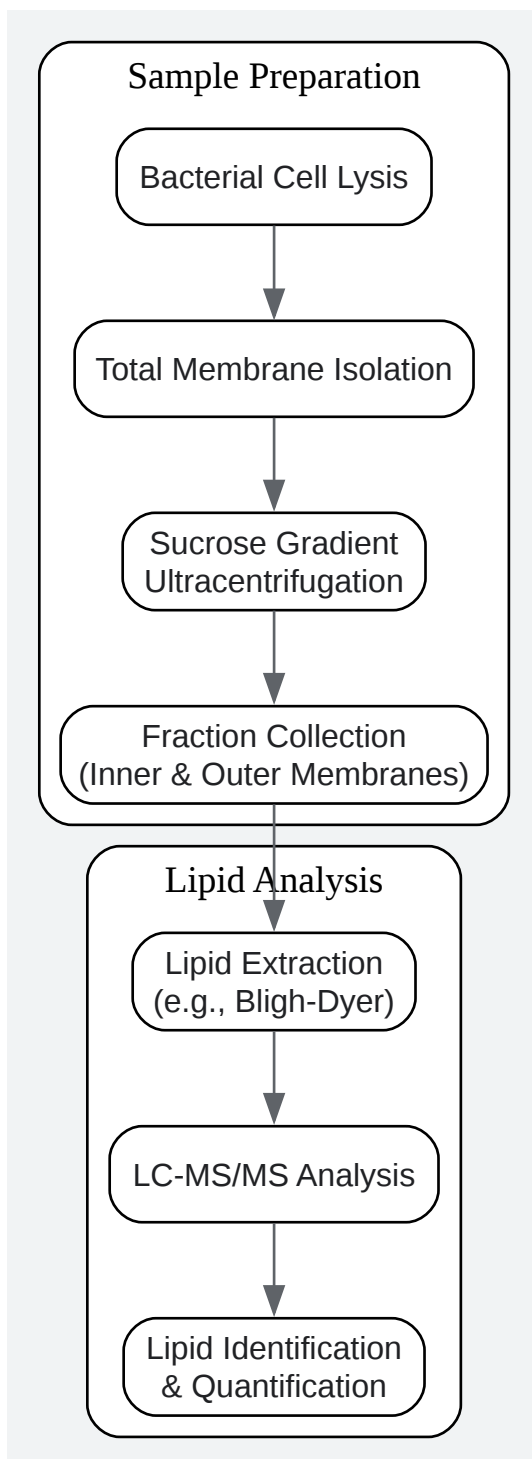 Sample Preparation
Bacterial Cell Lysis
Total Membrane Isolation
Sucrose Gradient
Ultracentrifugation
Fraction Collection
(Inner & Outer Membranes)
Lipid Analysis
Lipid Extraction
(e.g., Bligh-Dyer)
LC-MS/MS Analysis
Lipid Identification
& Quantification